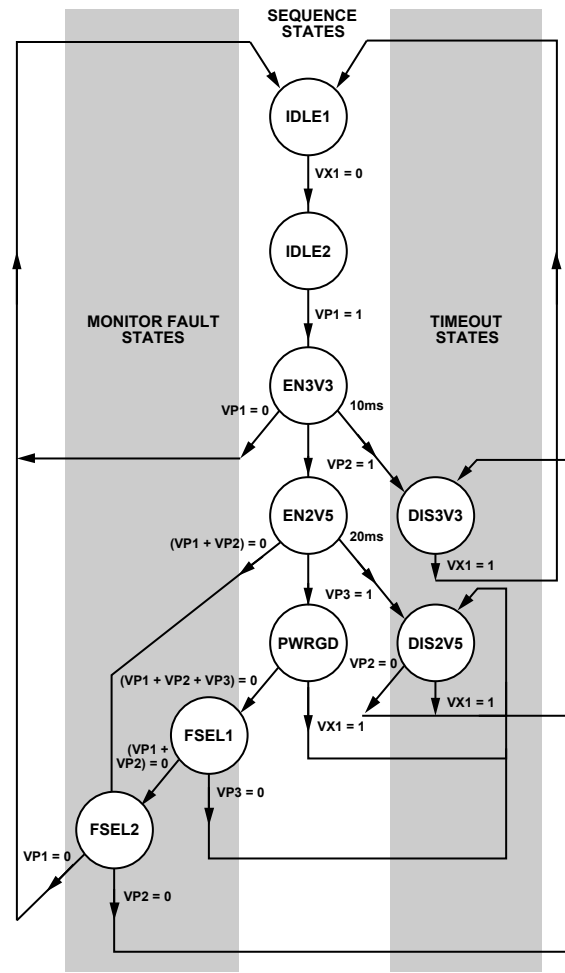 SEQUENCE
STATES
IDLE1
VX1 = 0
IDLE2
MONITOR FAULT
STATES
VP1 = 1
TIMEOUT
STATES
EN3V3
VP1 = 0
10ms
VP2 = 1
EN2V5
DIS3V3
(VP1 + VP2) = 0
20ms
VX1 = 1
VP3 = 1
PWRGD
DIS2V5
VP2 = 0
(VP1 + VP2 + VP3) = 0
VX1 = 1
FSEL1
VX1 = 1
(VP1 +
VP2) = 0
VP3 = 0
FSEL2
VP1 = 0
VP2 = 0